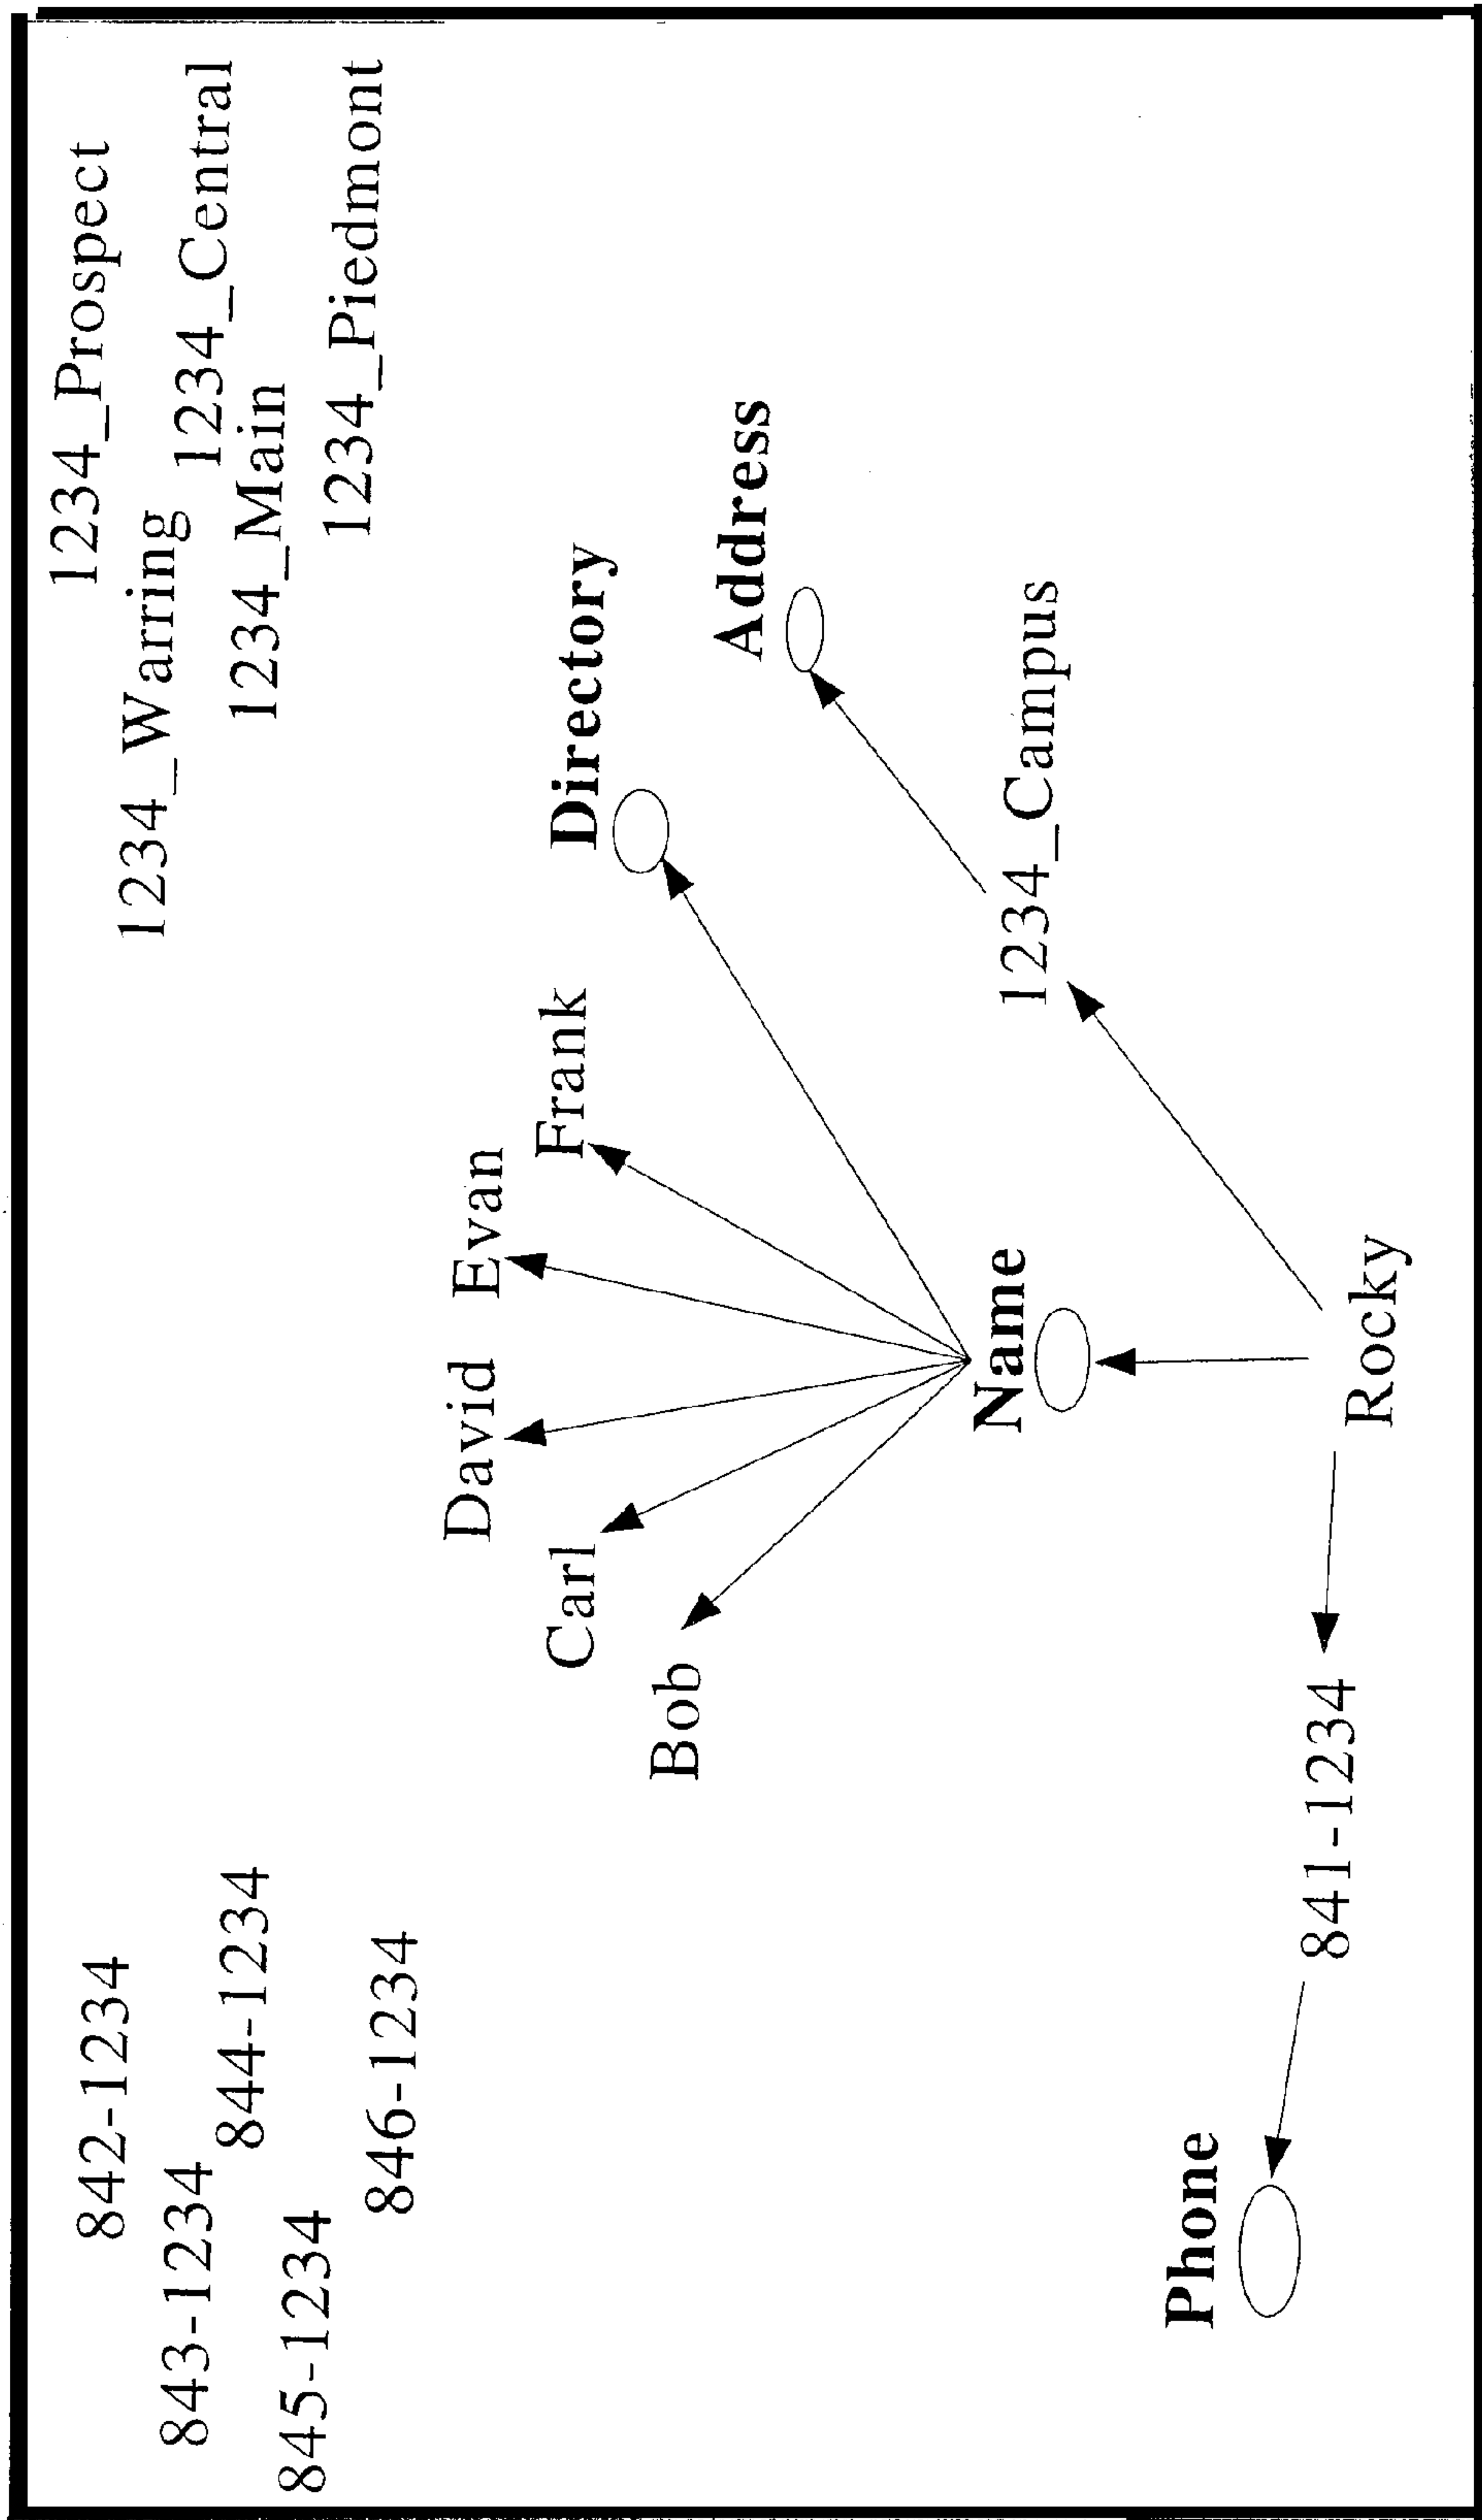 842-1234
843-1234
844-1234
845-1234
846-1234
1234_Prospect
1234_Warring
1234_Central
1234_Main
1234_Piedmont
David
Evan
Carl
Frank
Bob
Directory
Address
Name
1234_Campus
Phone
841-1234
Rocky